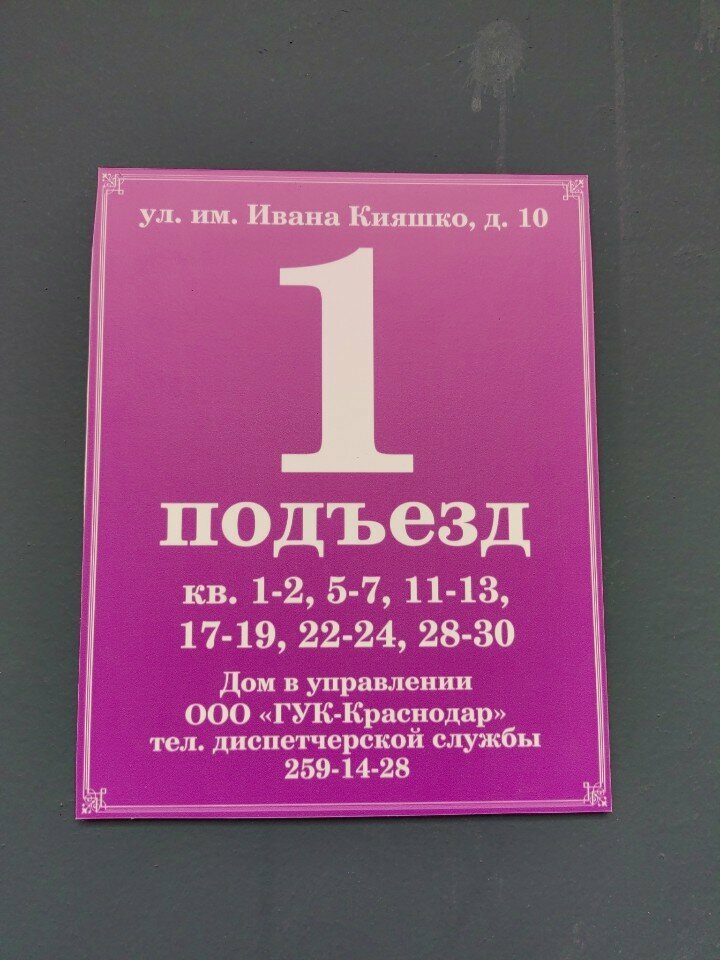 ул. им. Ивана Кияшко, д. 10
1
подъезд
кв. 1-2, 5-7, 11-13,
17-19, 22-24, 28-30
Дом в управлении
ООО «ГУК-Краснодар»
тел. диспетчерской службы
259-14-28